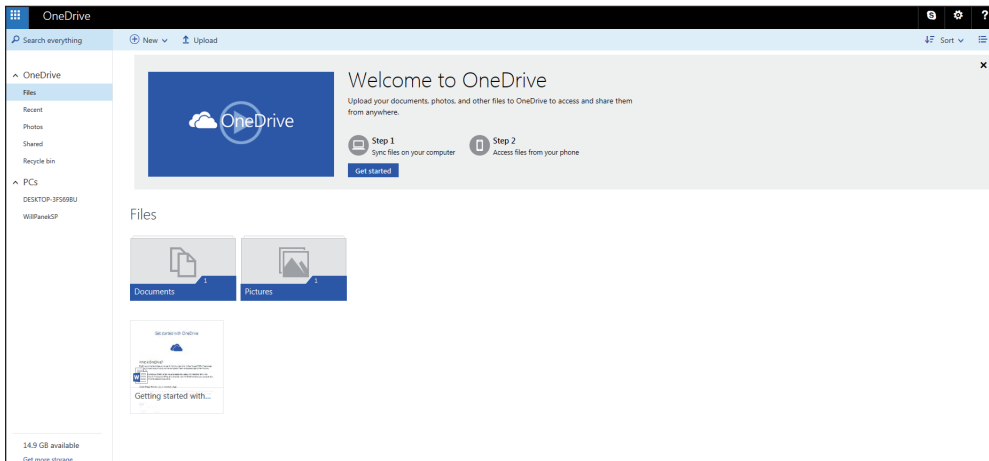 OneDrive
?
Search everything
New
Upload
Sort
OneDrive
Files
Recent
Photos
Shared
Recycle bin
PCs
DESKTOP-3FS69BU
WillPanekSP
14.9 GB available
Get more storage
OneDrive
Welcome to OneDrive
Upload your documents, photos, and other files to OneDrive to access and share them
from anywhere.
Step 1
Sync files on your computer
Step 2
Access files from your phone
Get started
Files
1
Documents
1
Pictures
Get started with OneDrive
Getting started with...